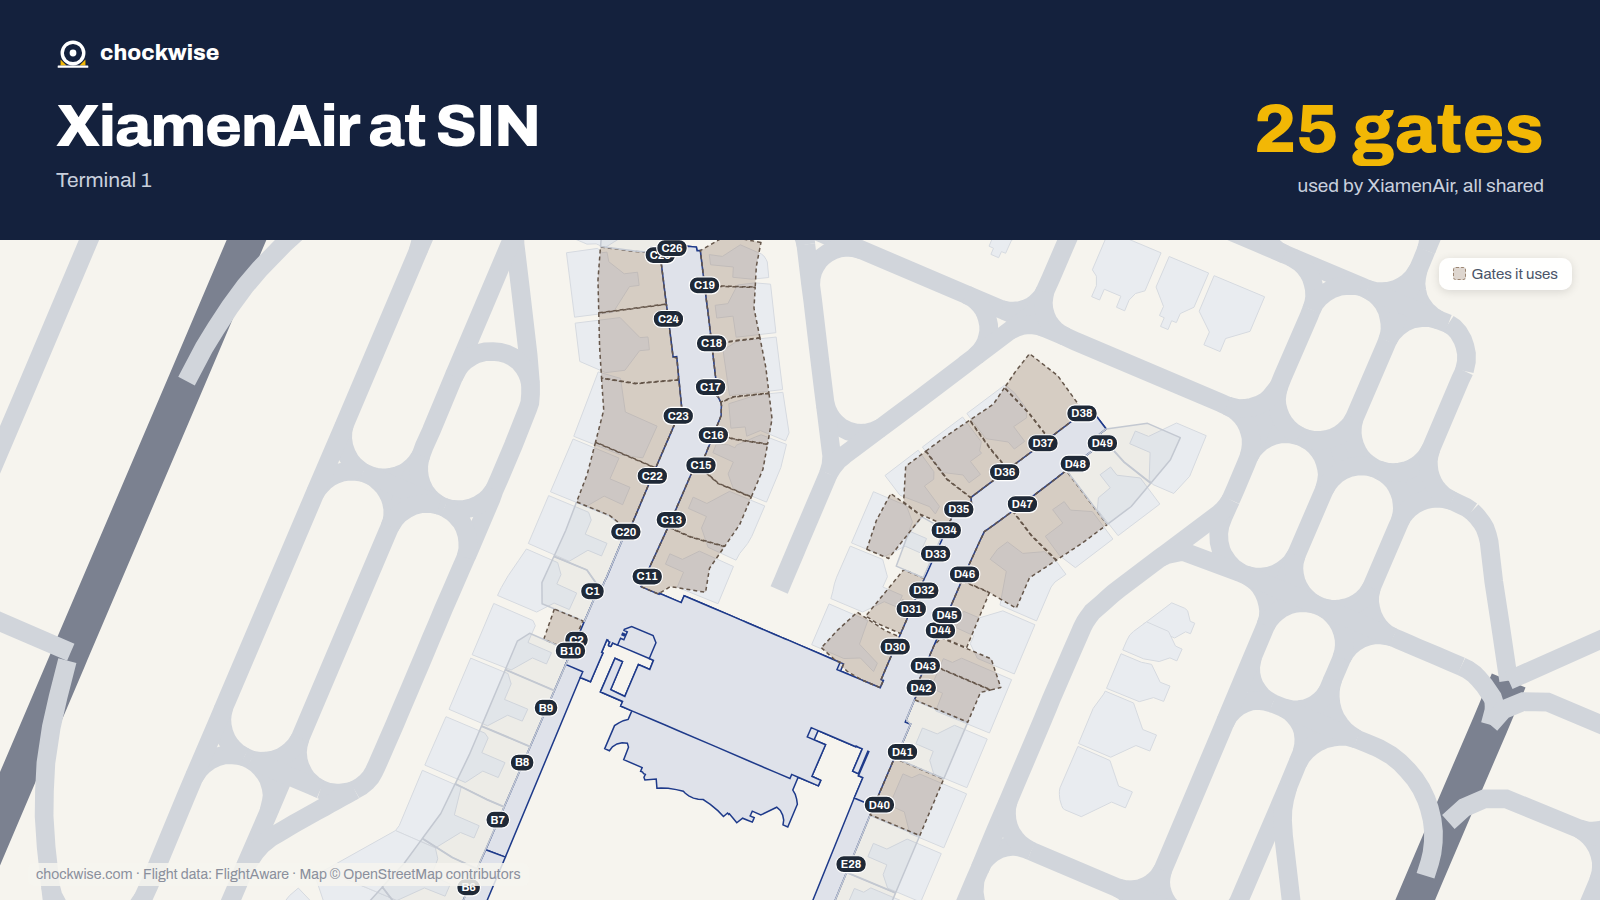 chockwise
XiamenAir at SIN
Terminal 1
25 gates
used by XiamenAir, all shared
Gates it uses
C26
C19
C24
C18
C17
C23
C16
C15
C22
C13
C20
C11
C1
C2
B10
B9
B8
B7
B6
D38
D37
D49
D48
D36
D47
D35
D34
D33
D46
D32
D31
D45
D44
D30
D43
D42
D41
D40
E28
chockwise.com · Flight data: FlightAware · Map © OpenStreetMap contributors